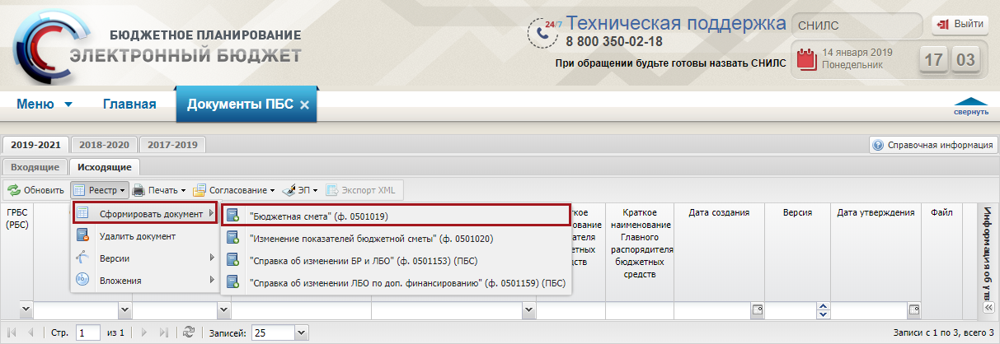 БЮДЖЕТНОЕ ПЛАНИРОВАНИЕ
ЭЛЕКТРОННЫЙ БЮДЖЕТ
24/7 Техническая поддержка
8 800 350-02-18
При обращении будьте готовы назвать СНИЛС
СНИЛС
Выйти
14 января 2019
Понедельник
17 03
Меню Главная Документы ПБС
свернуть
2019-2021 2018-2020 2017-2019
Справочная информация
Входящие Исходящие
Обновить Реестр Печать Согласование ЭП Экспорт XML
Сформировать документ
Удалить документ
Версии
Вложения
"Бюджетная смета" (ф. 0501019)
"Изменение показателей бюджетной сметы" (ф. 0501020)
"Справка об изменении БР и ЛБО" (ф. 0501153) (ПБС)
"Справка об изменении ЛБО по доп. финансированию" (ф. 0501159) (ПБС)
ГРБС
(РБС)
Краткое
наименование
Главного
распорядителя
бюджетных
средств
Дата создания
Версия
Дата утверждения
Файл
Информация об утв
Стр. 1 из 1 Записей: 25
Записи с 1 по 3, всего 3